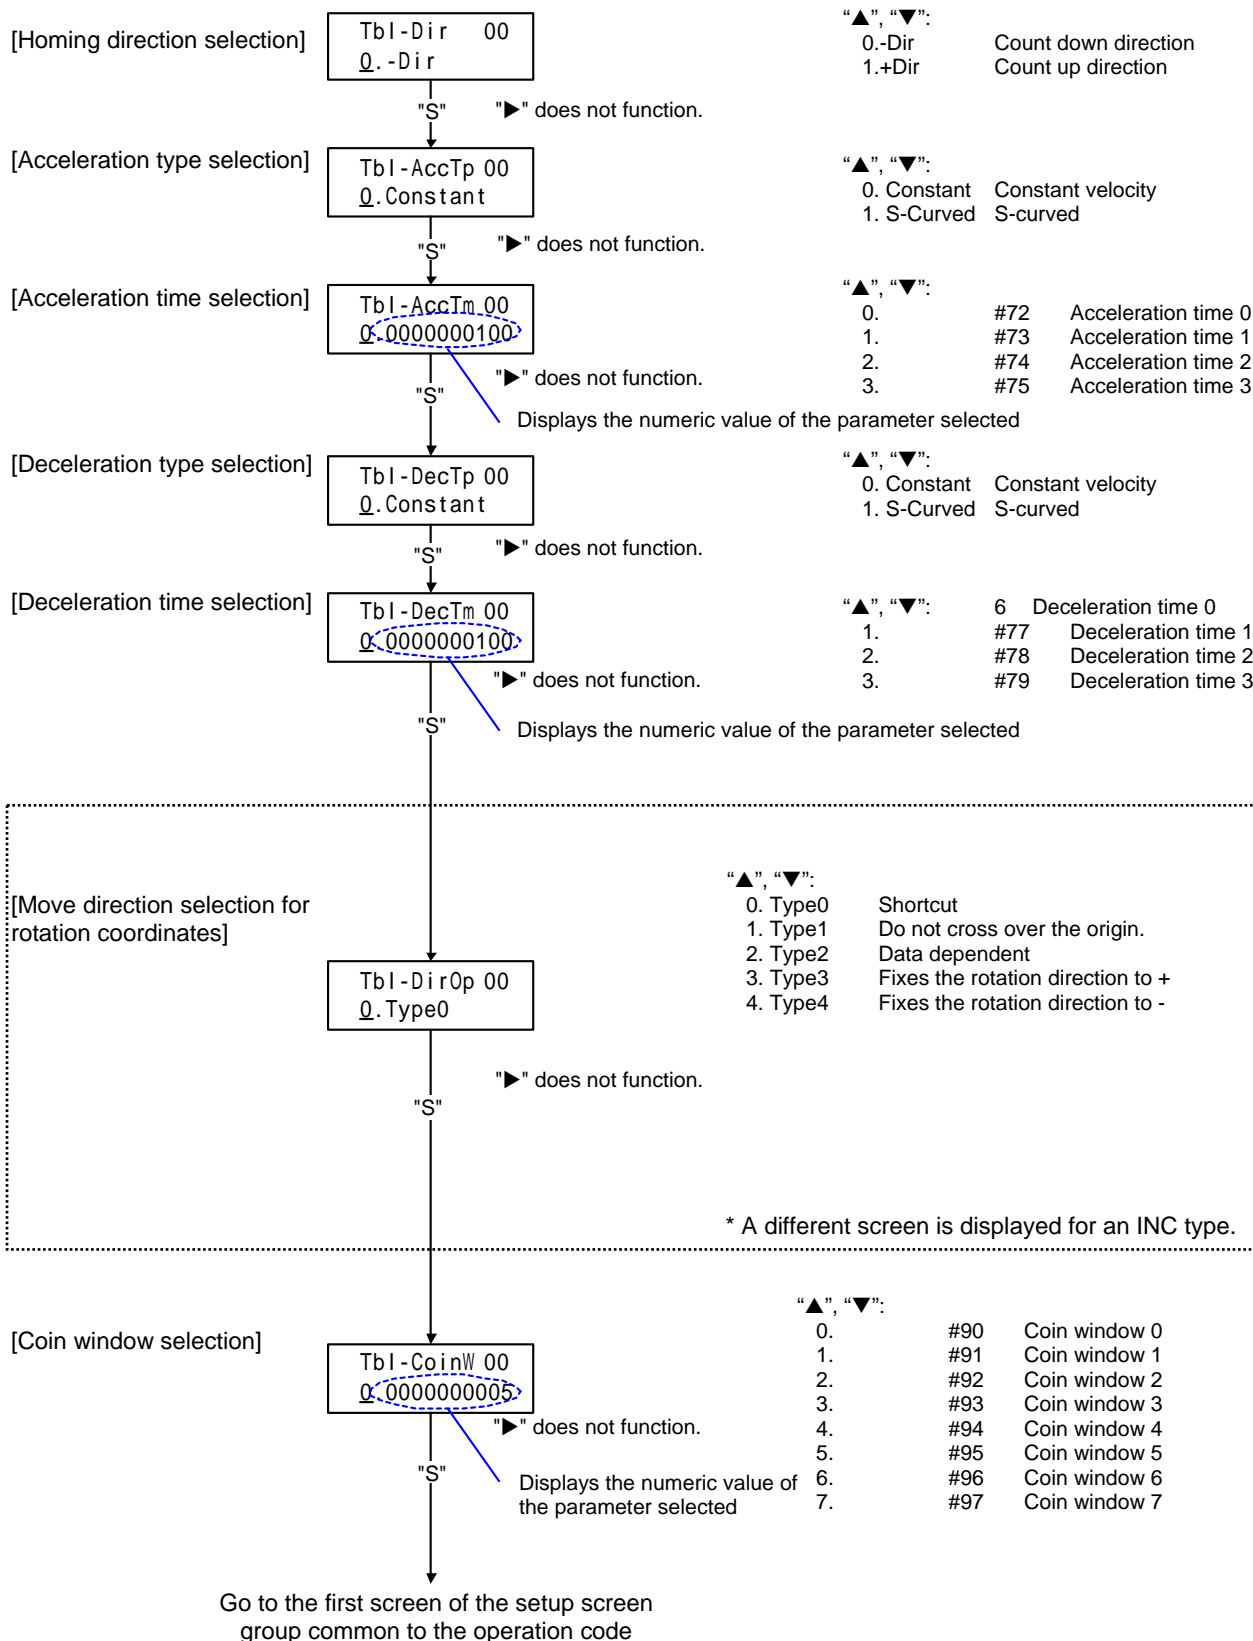 [Homing direction selection]
Tbl-Dir 00
0.-Dir
“▲”, “▼”:
0.-Dir Count down direction
1.+Dir Count up direction
"S" "▶" does not function.
[Acceleration type selection]
Tbl-AccTp 00
0.Constant
“▲”, “▼”:
0. Constant Constant velocity
1. S-Curved S-curved
"S" "▶" does not function.
[Acceleration time selection]
Tbl-AccTm 00
0.0000000100
“▲”, “▼”:
0. #72 Acceleration time 0
1. #73 Acceleration time 1
2. #74 Acceleration time 2
3. #75 Acceleration time 3
"S" "▶" does not function.
Displays the numeric value of the parameter selected
[Deceleration type selection]
Tbl-DecTp 00
0.Constant
“▲”, “▼”:
0. Constant Constant velocity
1. S-Curved S-curved
"S" "▶" does not function.
[Deceleration time selection]
Tbl-DecTm 00
0.0000000100
“▲”, “▼”: 6 Deceleration time 0
1. #77 Deceleration time 1
2. #78 Deceleration time 2
3. #79 Deceleration time 3
"▶" does not function.
"S"
Displays the numeric value of the parameter selected
[Move direction selection for
rotation coordinates]
“▲”, “▼”:
0. Type0 Shortcut
1. Type1 Do not cross over the origin.
2. Type2 Data dependent
3. Type3 Fixes the rotation direction to +
4. Type4 Fixes the rotation direction to -
Tbl-DirOp 00
0.Type0
"▶" does not function.
"S"
* A different screen is displayed for an INC type.
[Coin window selection]
Tbl-CoinW 00
0.0000000005
“▲”, “▼”:
0. #90 Coin window 0
1. #91 Coin window 1
2. #92 Coin window 2
3. #93 Coin window 3
4. #94 Coin window 4
5. #95 Coin window 5
6. #96 Coin window 6
7. #97 Coin window 7
"▶" does not function.
"S"
Displays the numeric value of
the parameter selected
Go to the first screen of the setup screen
group common to the operation code